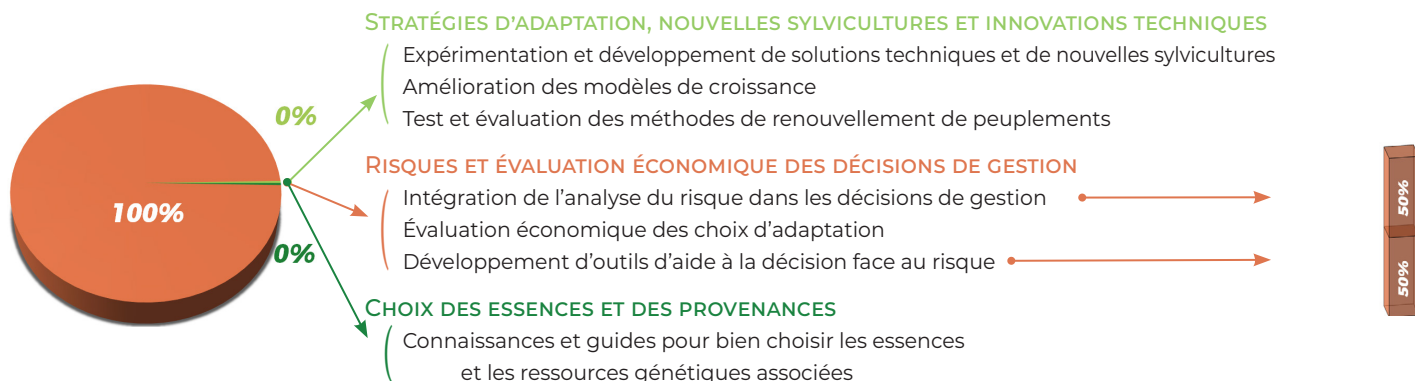 STRATÉGIES D'ADAPTATION, NOUVELLES SYLVICULTURES ET INNOVATIONS TECHNIQUES
Expérimentation et développement de solutions techniques et de nouvelles sylvicultures
Amélioration des modèles de croissance
0%
Test et évaluation des méthodes de renouvellement de peuplements
RISQUES ET ÉVALUATION ÉCONOMIQUE DES DÉCISIONS DE GESTION
Intégration de l'analyse du risque dans les décisions de gestion
50%
100%
Évaluation économique des choix d'adaptation
0%
Développement d'outils d'aide à la décision face au risque
50%
CHOIX DES ESSENCES ET DES PROVENANCES
Connaissances et guides pour bien choisir les essences
et les ressources génétiques associées